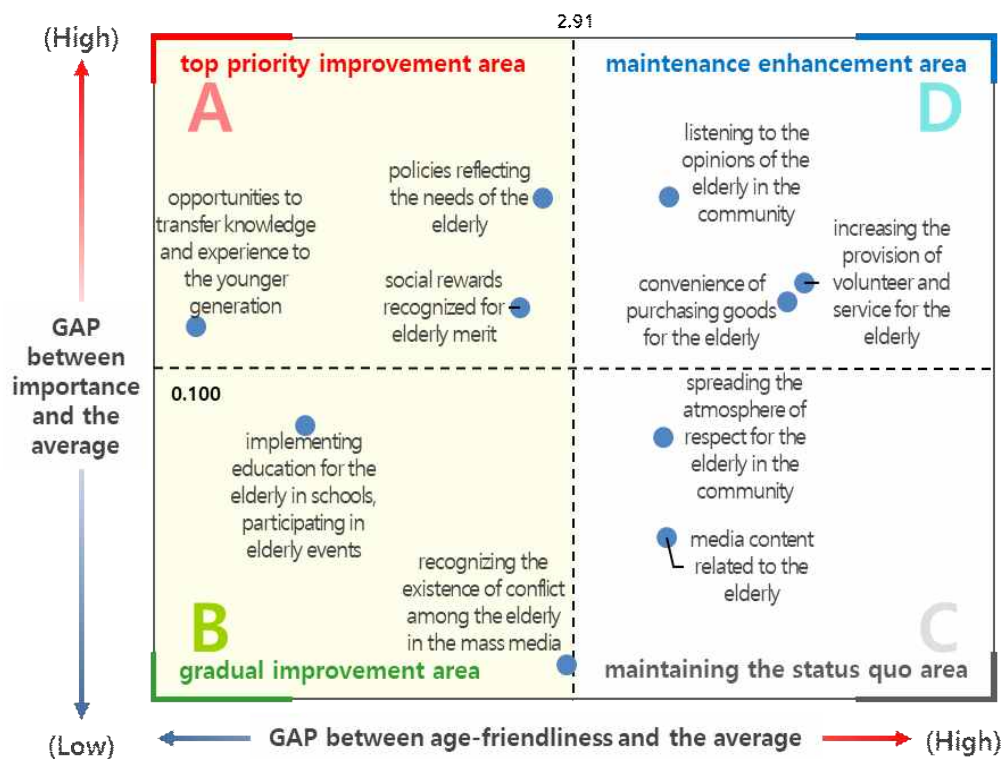 2.91
(High)
top priority improvement area
maintenance enhancement area
A
D
opportunities to
transfer knowledge
and experience to
the younger
generation
policies reflecting
the needs of the
elderly
social rewards
recognized for
elderly merit
listening to the
opinions of the
elderly in the
community
increasing the
provision of
volunteer and
service for the
elderly
convenience of
purchasing goods
for the elderly
GAP
between
importance
and the
average
0.100
implementing
education for the
elderly in schools,
participating in
elderly events
recognizing the
existence of conflict
among the elderly
in the mass media
spreading the
atmosphere of
respect for the
elderly in the
community
media content
related to the
elderly
B
C
gradual improvement area
maintaining the status quo area
(Low)
GAP between age-friendliness and the average
(High)